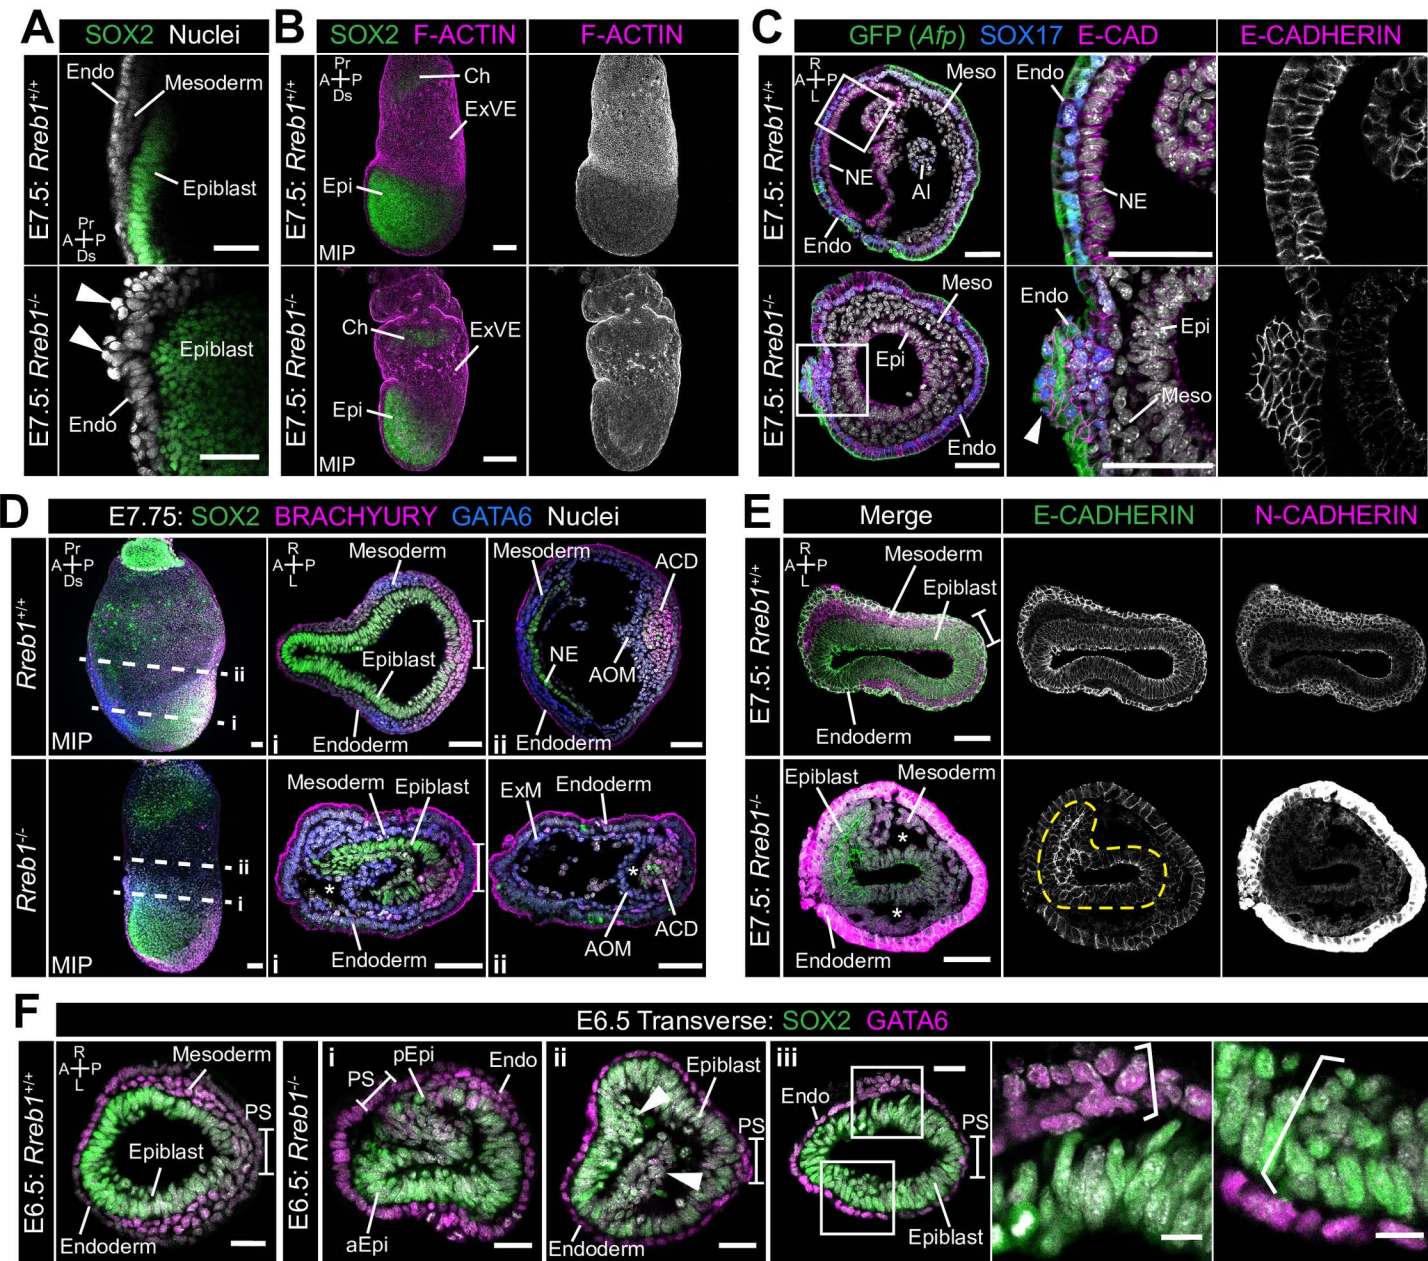 A
SOX2 Nuclei
E7.5: Rreb1+/+
Endo
Mesoderm
Epiblast
Pr
A P
Ds
E7.5: Rreb1-/-
Epiblast
Endo
B
SOX2 F-ACTIN
F-ACTIN
Pr
A P
Ds
Ch
ExVE
Epi
MIP
Ch
ExVE
Epi
MIP
C
GFP (Afp) SOX17 E-CAD
E-CADHERIN
E7.5: Rreb1+/+
R
A P
L
Meso
NE
Al
Endo
Endo
NE
E7.5: Rreb1-/-
Meso
Epi
Endo
Endo
Epi
Meso
D
E7.75: SOX2 BRACHYURY GATA6 Nuclei
Rreb1+/+
Pr
A P
Ds
ii
i
MIP
R
A P
L
Mesoderm
Epiblast
Endoderm
i
Mesoderm
ACD
NE
AOM
Endoderm
ii
Rreb1-/-
ii
i
MIP
Mesoderm
Epiblast
*
Endoderm
i
ExM
Endoderm
*
AOM
ACD
ii
E
Merge
E-CADHERIN
N-CADHERIN
E7.5: Rreb1+/+
R
A P
L
Mesoderm
Epiblast
Endoderm
E7.5: Rreb1-/-
Epiblast
Mesoderm
*
*
Endoderm
F
E6.5 Transverse: SOX2 GATA6
E6.5: Rreb1+/+
R
A P
L
Mesoderm
PS
Epiblast
Endoderm
E6.5: Rreb1-/-
i
pEpi
PS
Endo
aEpi
ii
Epiblast
PS
Endoderm
iii
Endo
PS
Epiblast